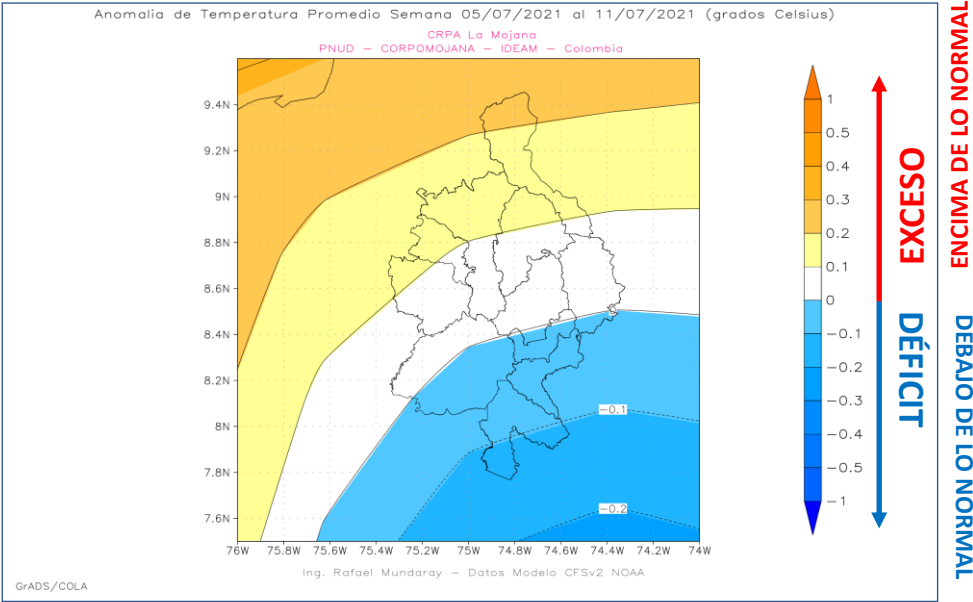 Anomalia de Temperatura Promedio Semana 05/07/2021 al 11/07/2021 (grados Celsius)
CRPA La Mojana
PNUD – CORPOMOJANA – IDEAM – Colombia
9.4N
9.2N
9N
8.8N
8.6N
8.4N
8.2N
8N
7.8N
7.6N
−0.1
−0.2
76W 75.8W 75.6W 75.4W 75.2W 75W 74.8W 74.6W 74.4W 74.2W 74W
1
0.5
0.4
0.3
0.2
0.1
0
−0.1
−0.2
−0.3
−0.4
−0.5
−1
EXCESO
DÉFICIT
ENCIMA DE LO NORMAL
DEBAJO DE LO NORMAL
Ing. Rafael Mundaray – Datos Modelo CFSv2 NOAA
GrADS/COLA